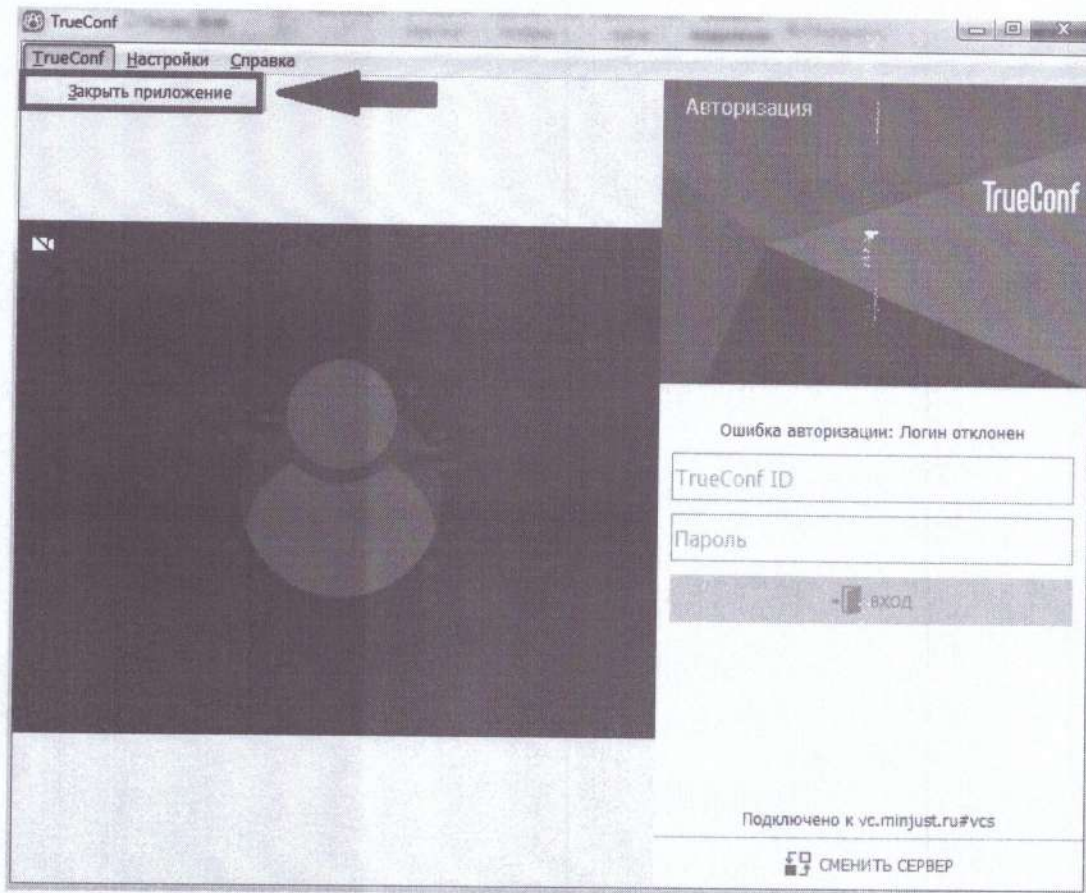 TrueConf
TrueConf Настройки Справка
Закрыть приложение
Авторизация
TrueConf
Ошибка авторизации: Логин отклонен
TrueConf ID
Пароль
ВХОД
Подключено к vc.minjust.ru#vcs
СМЕНИТЬ СЕРВЕР